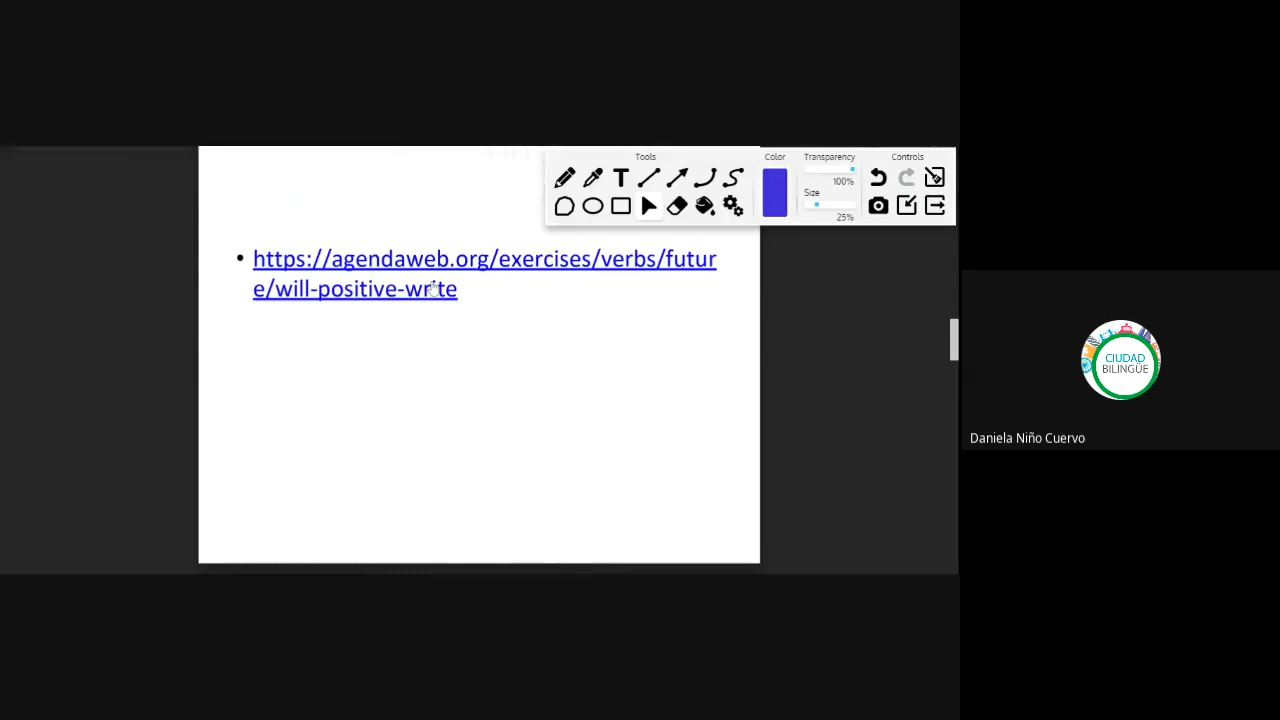 Tools
Color
Transparency
Controls
100%
Size
25%
• https://agendaweb.org/exercises/verbs/futur
e/will-positive-write
CIUDAD
BILINGÜE
Daniela Niño Cuervo